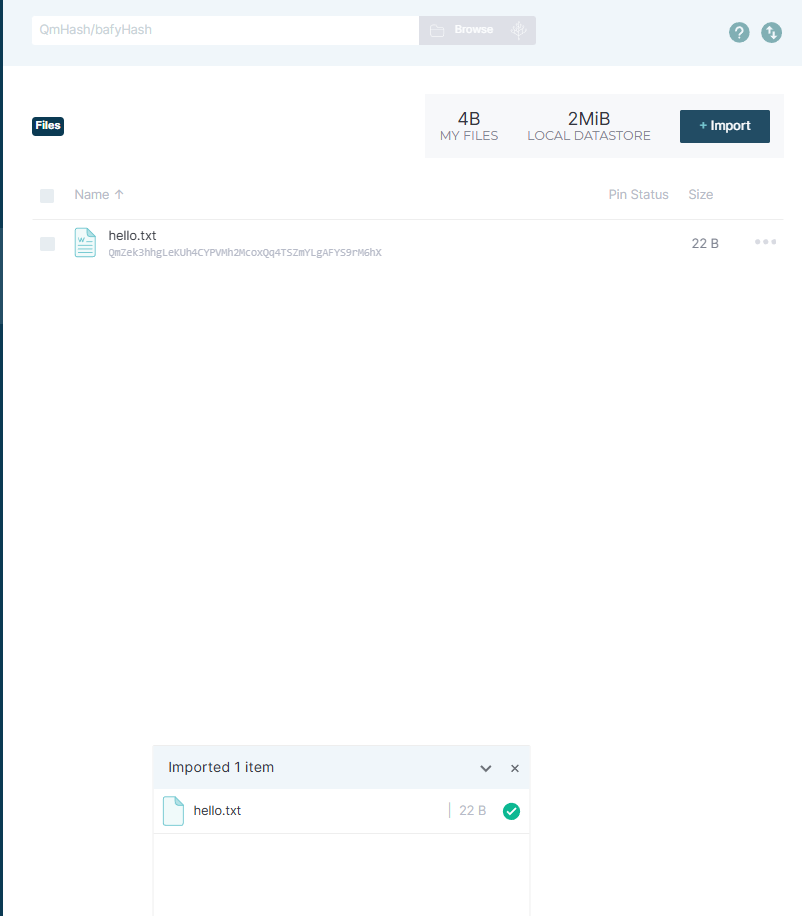 QmHash/bafyHash
Browse
?
Files
4B
MY FILES
2MiB
LOCAL DATASTORE
+ Import
Name ↑
Pin Status
Size
W
hello.txt
QmZek3hhgLeKUh4CYPVMh2McoxQq4TSZmYLgAFYS9rM6hX
22 B
Imported 1 item
hello.txt
22 B